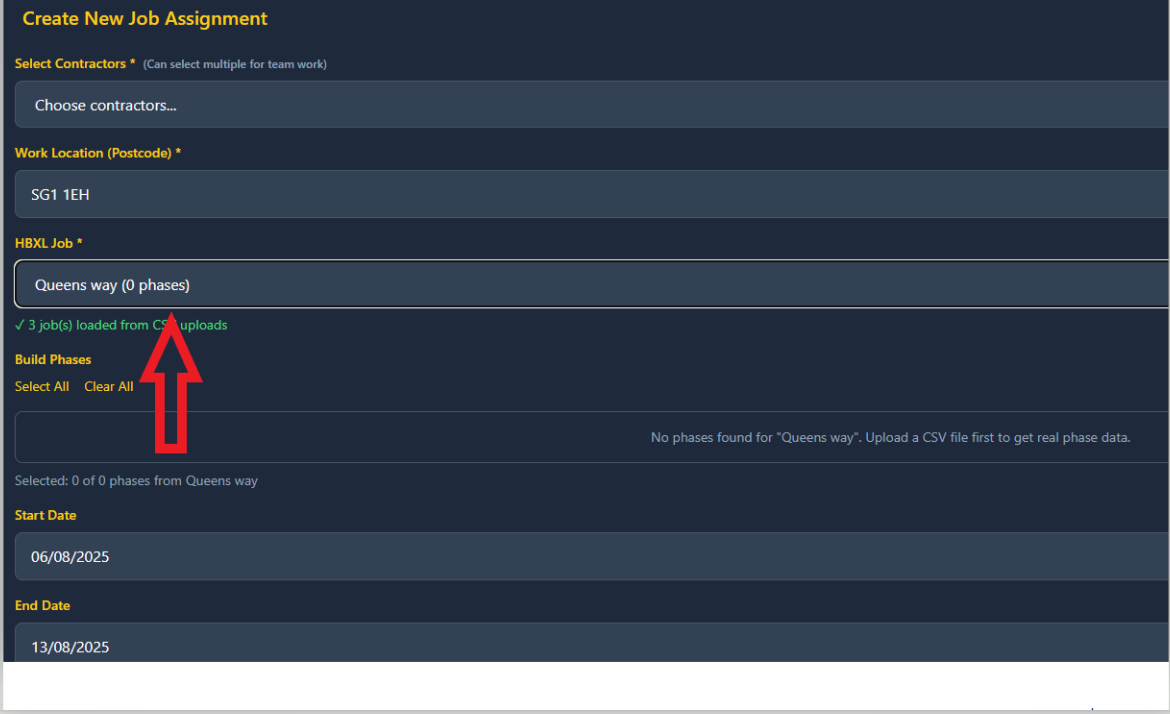 Create New Job Assignment
Select Contractors * (Can select multiple for team work)
Choose contractors...
Work Location (Postcode) *
SG1 1EH
HBXL Job *
Queens way (0 phases)
✓ 3 job(s) loaded from CSV uploads
Build Phases
Select All Clear All
No phases found for "Queens way". Upload a CSV file first to get real phase data.
Selected: 0 of 0 phases from Queens way
Start Date
06/08/2025
End Date
13/08/2025